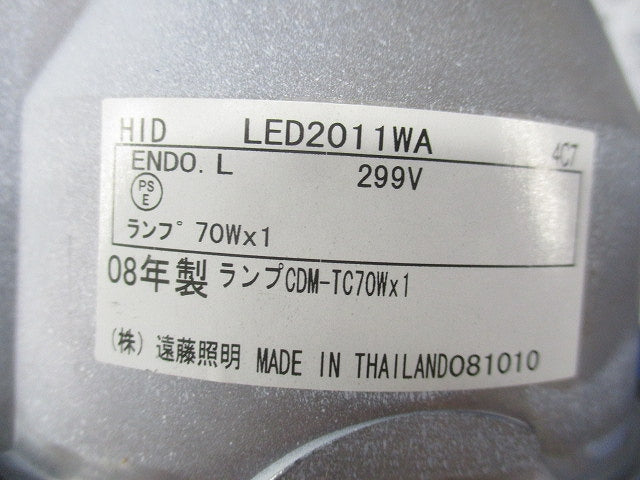 HID LED2011WA 4C7
ENDO. L 299V
PS
E
ランプ 70Wx1
08年製 ランプCDM-TC70Wx1
(株) 遠藤照明 MADE IN THAILAND081010